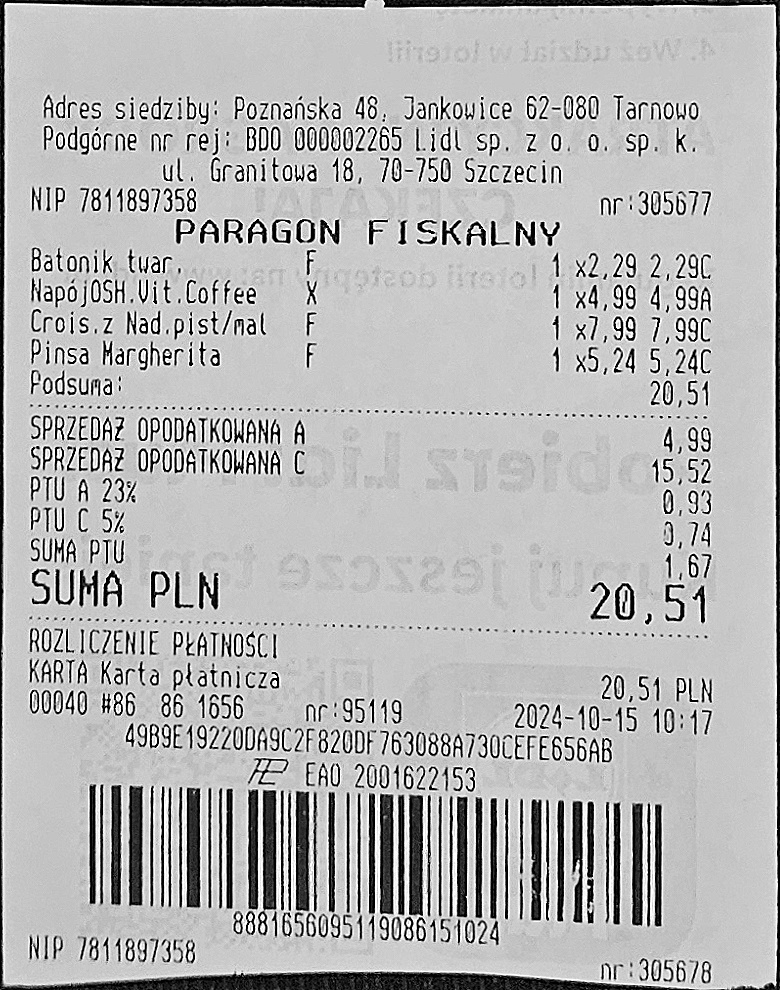 4. Weź udział w loterii!
Adres siedziby: Poznańska 48, Jankowice 62-080 Tarnowo
Podgórne nr rej: BDO 000002265 Lidl sp. z o. o. sp. k.
ul. Granitowa 18, 70-750 Szczecin
NIP 7811897358 nr:305677
PARAGON FISKALNY
Batonik twar. F 1 x2,29 2,29C
NapójOSH.Vit.Coffee X 1 x4,99 4,99A
Crois.z Nad.pist/mal F 1 x7,99 7,99C
Pinsa Margherita F 1 x5,24 5,24C
Podsuma: 20,51
SPRZEDAŻ OPODATKOWANA A 4,99
SPRZEDAŻ OPODATKOWANA C 15,52
PTU A 23% 0,93
PTU C 5% 0,74
SUMA PTU 1,67
SUMA PLN 20,51
ROZLICZENIE PŁATNOŚCI
KARTA Karta płatnicza 20,51 PLN
00040 #86 86 1656 nr:95119 2024-10-15 10:17
49B9E19220DA9C2F820DF763088A730CEFE656AB
EAO 2001622153
8881656095119086151024
NIP 7811897358 nr:305678